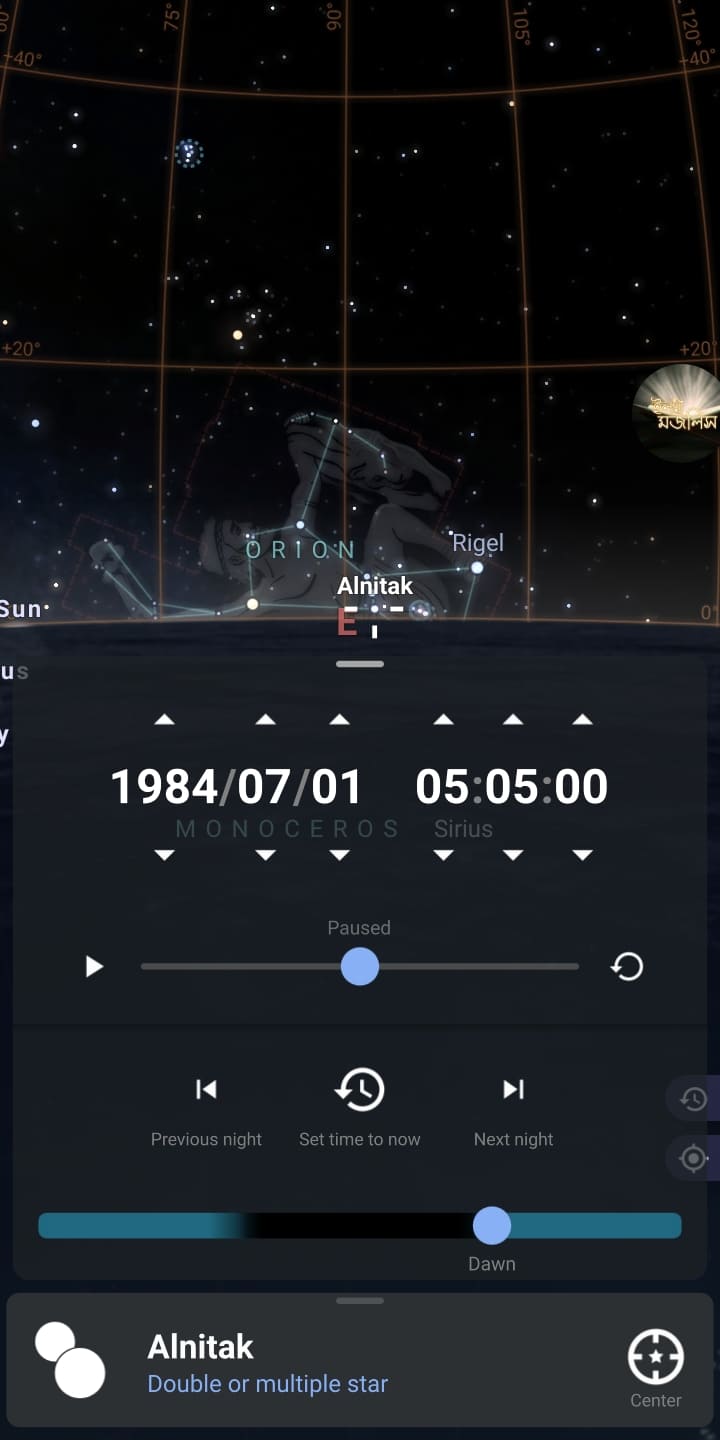 75°
90°
105°
120°
+40°
+40°
+20°
+20°
ORION
Rigel
Alnitak
Sun
0°
E
us
y
1984/07/01 05:05:00
MONOCEROS Sirius
Paused
Previous night Set time to now Next night
Dawn
Alnitak
Double or multiple star
Center
মজলিস